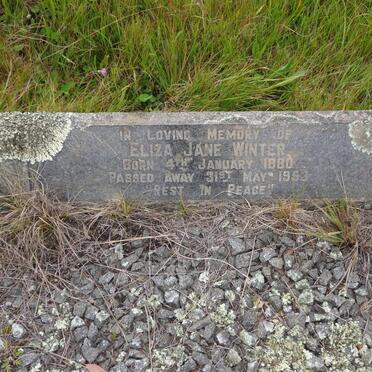 IN LOVING MEMORY OF
ELIZA JANE WINTER
BORN 4TH JANUARY 1880
PASSED AWAY 31ST MAY 1963
"REST IN PEACE"